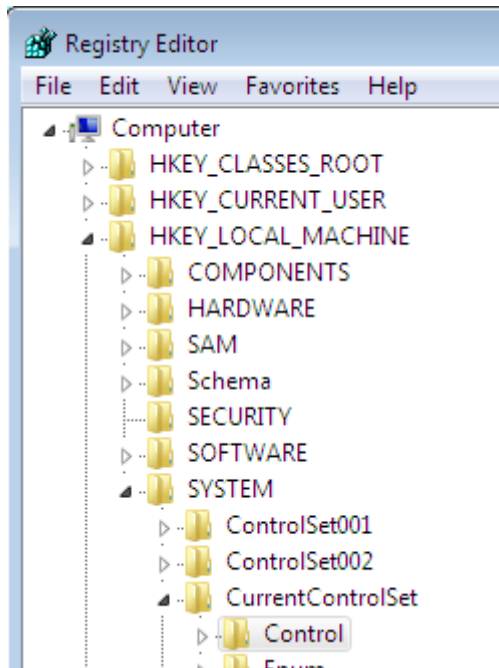 Registry Editor
File Edit View Favorites Help
Computer
HKEY_CLASSES_ROOT
HKEY_CURRENT_USER
HKEY_LOCAL_MACHINE
COMPONENTS
HARDWARE
SAM
Schema
SECURITY
SOFTWARE
SYSTEM
ControlSet001
ControlSet002
CurrentControlSet
Control
Enum